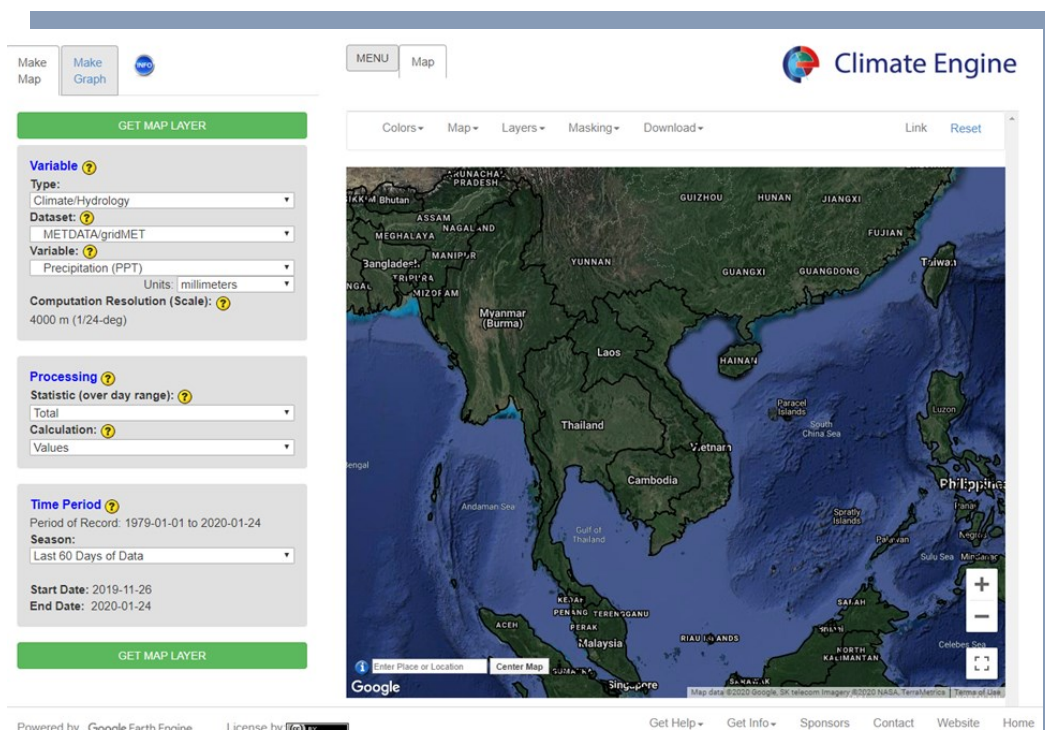 Make Map
Make Graph
INFO
MENU
Map
Climate Engine
GET MAP LAYER
Colors
Map
Layers
Masking
Download
Link
Reset
Variable ?
Type:
Climate/Hydrology
Dataset: ?
METDATA/gridMET
Variable: ?
Precipitation (PPT)
Units: millimeters
Computation Resolution (Scale): ?
4000 m (1/24-deg)
Processing ?
Statistic (over day range): ?
Total
Calculation: ?
Values
Time Period ?
Period of Record: 1979-01-01 to 2020-01-24
Season:
Last 60 Days of Data
Start Date: 2019-11-26
End Date: 2020-01-24
GET MAP LAYER
PRADESH
Bhutan
ASSAM
NAGALAND
MEGHALAYA
MANIPUR
Bangladesh
TRIPURA
MIZORAM
Myanmar
(Burma)
YUNNAN
GUIZHOU
HUNAN
JIANGXI
FUJIAN
GUANGXI
GUANGDONG
Taiwan
Laos
HAINAN
Thailand
Vietnam
Cambodia
Paracel
Islands
South
China Sea
Luzon
Andaman Sea
Gulf of
Thailand
Spratly
Islands
Palawan
Sulu Sea
KEDAH
PENANG
TERENGGANU
PERAK
ACEH
Malaysia
RIAU ISLANDS
SABAH
NORTH
KALIMANTAN
Celebes Sea
SARAWAK
Singapore
+
−
Enter Place or Location
Center Map
Google
Map data ©2020 Google, SK telecom Imagery ©2020 NASA, TerraMetrics
Terms of Use
Powered by Google Earth Engine
License by (cc) BY
Get Help
Get Info
Sponsors
Contact
Website
Home